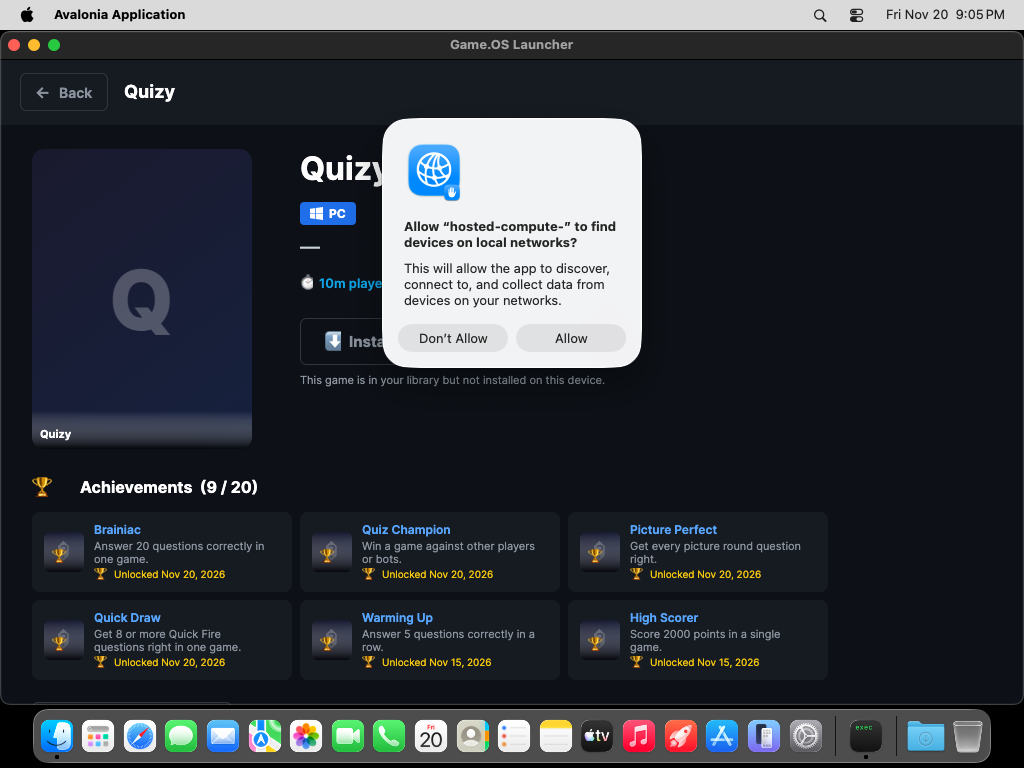 Avalonia Application
Fri Nov 20 9:05 PM
Game.OS Launcher
Back
Quizy
Q
Quizy
Quizy
PC
—
10m playe
Insta
This game is in your library but not installed on this device.
Allow “hosted-compute-” to find
devices on local networks?
This will allow the app to discover,
connect to, and collect data from
devices on your networks.
Don’t Allow
Allow
Achievements (9 / 20)
Brainiac
Answer 20 questions correctly in
one game.
Unlocked Nov 20, 2026
Quiz Champion
Win a game against other players
or bots.
Unlocked Nov 20, 2026
Picture Perfect
Get every picture round question
right.
Unlocked Nov 20, 2026
Quick Draw
Get 8 or more Quick Fire
questions right in one game.
Unlocked Nov 20, 2026
Warming Up
Answer 5 questions correctly in a
row.
Unlocked Nov 15, 2026
High Scorer
Score 2000 points in a single
game.
Unlocked Nov 15, 2026
Fri
20
tv
exec